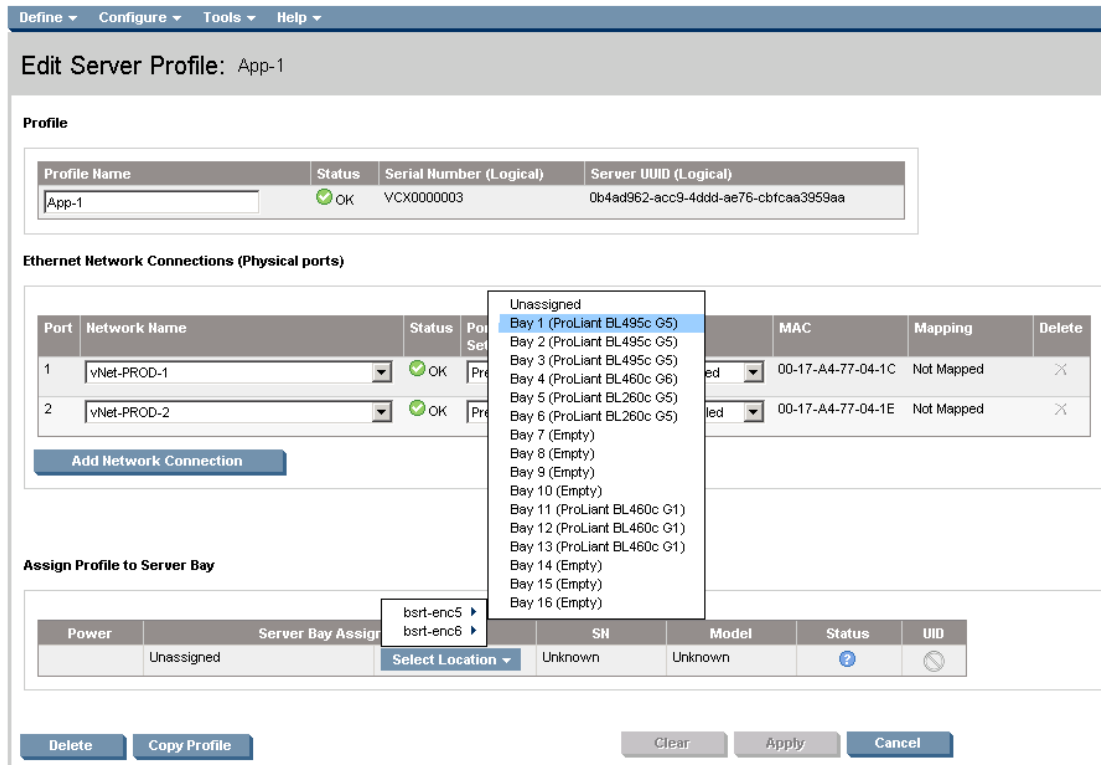 Define Configure Tools Help
Edit Server Profile: App-1
Profile
Profile Name Status Serial Number (Logical) Server UUID (Logical)
App-1 OK VCX0000003 0b4ad962-acc9-4ddd-ae76-cbfcaa3959aa
Ethernet Network Connections (Physical ports)
Port Network Name Status MAC Mapping Delete
1 vNet-PROD-1 OK Pre 00-17-A4-77-04-1C Not Mapped
2 vNet-PROD-2 OK Pre 00-17-A4-77-04-1E Not Mapped
Add Network Connection
Unassigned
Bay 1 (ProLiant BL495c G5)
Bay 2 (ProLiant BL495c G5)
Bay 3 (ProLiant BL495c G5)
Bay 4 (ProLiant BL460c G6)
Bay 5 (ProLiant BL260c G5)
Bay 6 (ProLiant BL260c G5)
Bay 7 (Empty)
Bay 8 (Empty)
Bay 9 (Empty)
Bay 10 (Empty)
Bay 11 (ProLiant BL460c G1)
Bay 12 (ProLiant BL460c G1)
Bay 13 (ProLiant BL460c G1)
Bay 14 (Empty)
Bay 15 (Empty)
Bay 16 (Empty)
Assign Profile to Server Bay
bsrt-enc5
bsrt-enc6
Power Server Bay Assig SN Model Status UID
Unassigned Select Location Unknown Unknown
Delete Copy Profile Clear Apply Cancel